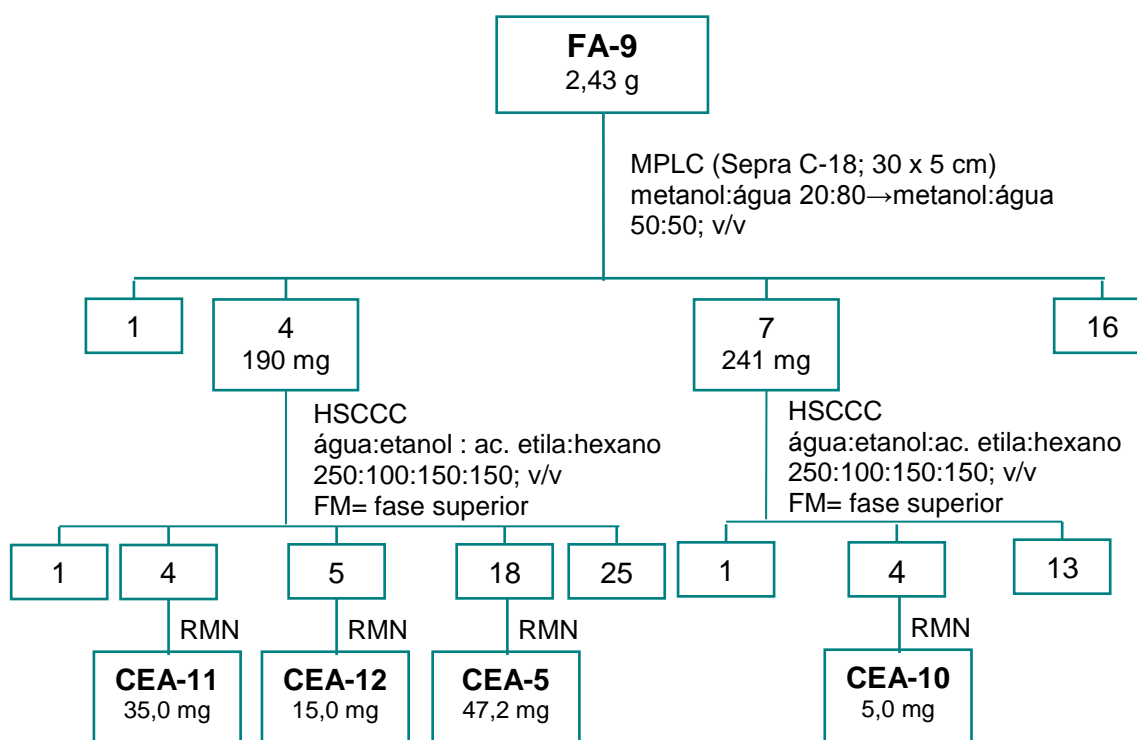 FA-9
2,43 g
MPLC (Sepra C-18; 30 x 5 cm)
metanol:água 20:80→metanol:água
50:50; v/v
1
4
190 mg
7
241 mg
16
HSCCC
água:etanol : ac. etila:hexano
250:100:150:150; v/v
FM= fase superior
HSCCC
água:etanol:ac. etila:hexano
250:100:150:150; v/v
FM= fase superior
1
4
5
18
25
1
4
13
RMN
RMN
RMN
RMN
CEA-11
35,0 mg
CEA-12
15,0 mg
CEA-5
47,2 mg
CEA-10
5,0 mg